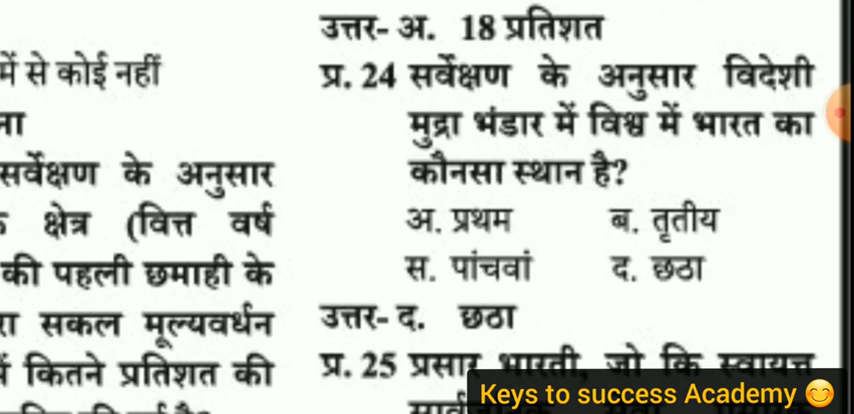 में से कोई नहीं
ना
सर्वेक्षण के अनुसार
क्षेत्र (वित्त वर्ष
की पहली छमाही के
रा सकल मूल्यवर्धन
में कितने प्रतिशत की
उत्तर- अ. 18 प्रतिशत
प्र. 24 सर्वेक्षण के अनुसार विदेशी
मुद्रा भंडार में विश्व में भारत का
कौनसा स्थान है?
अ. प्रथम ब. तृतीय
स. पांचवां द. छठा
उत्तर- द. छठा
प्र. 25 प्रसार भारती, जो कि स्वायत्त
Keys to success Academy 😊